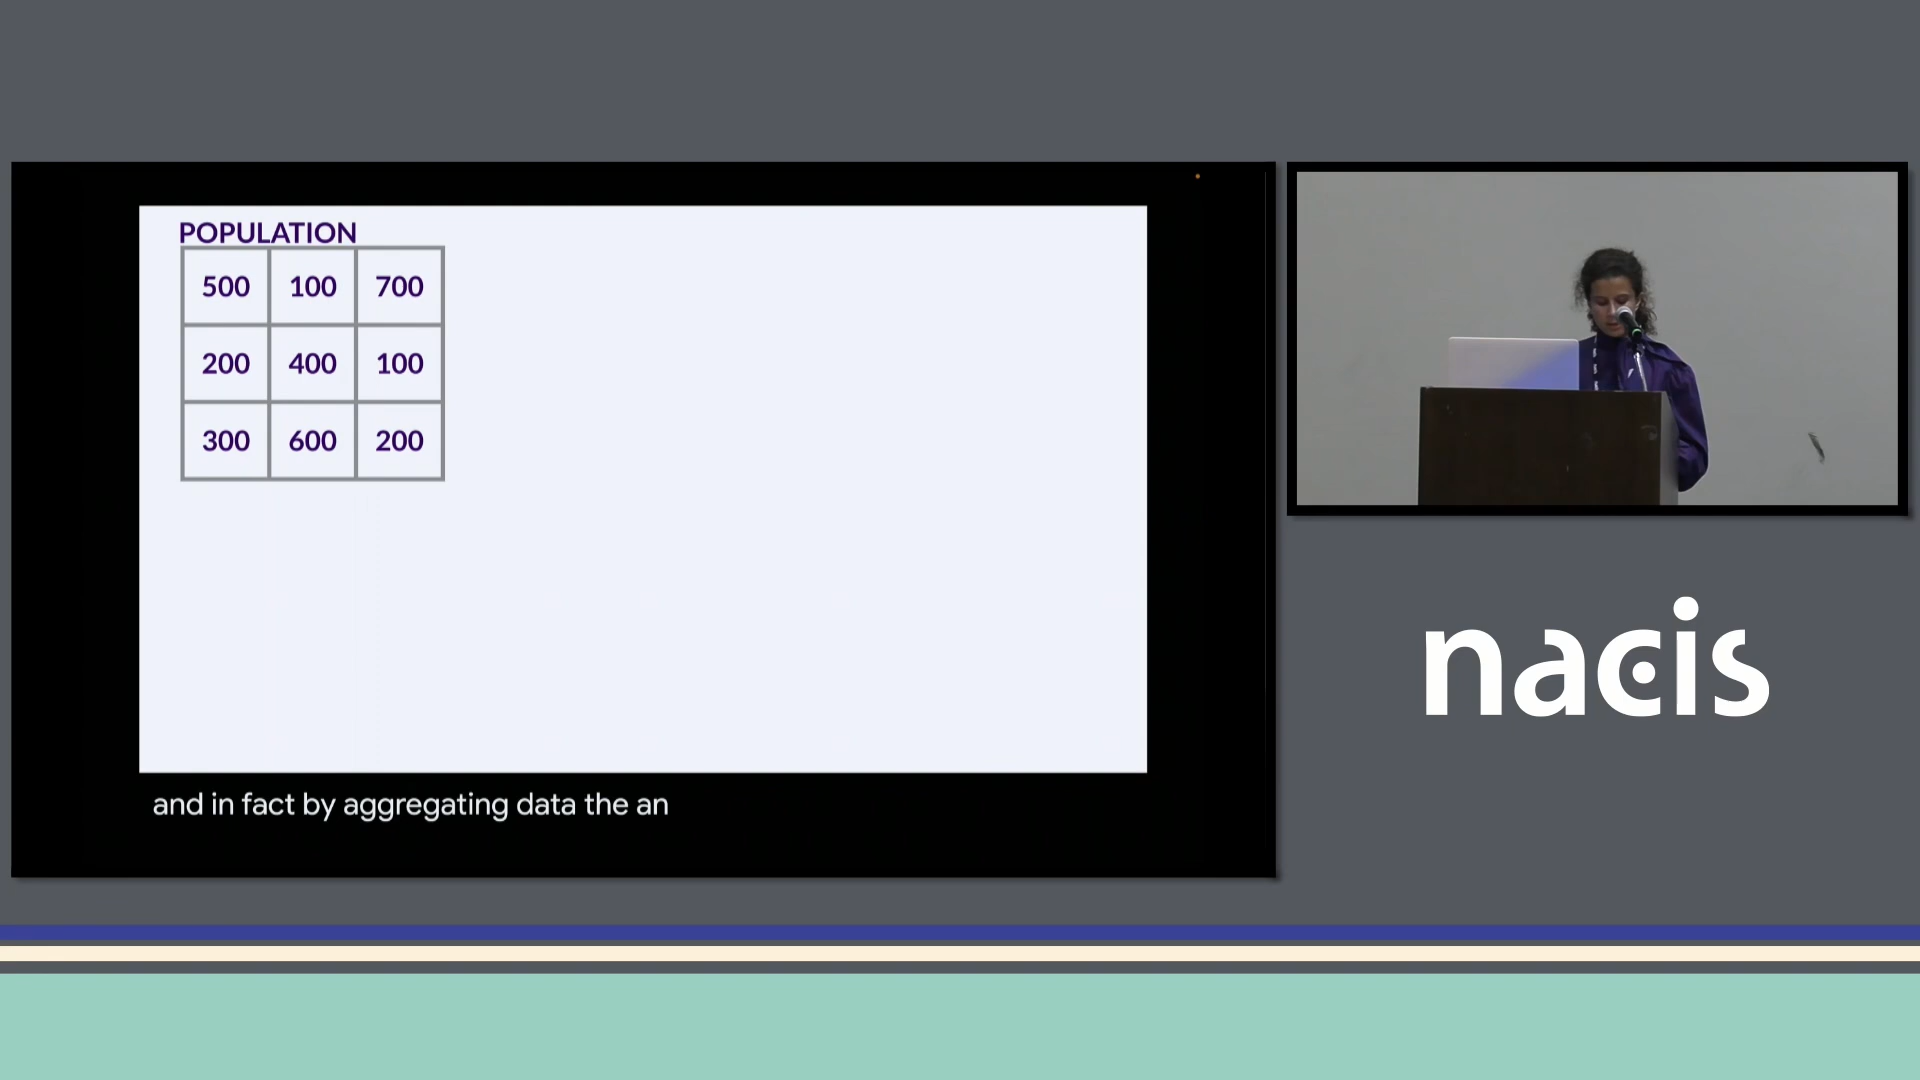 POPULATION
500 100 700
200 400 100
300 600 200
and in fact by aggregating data the an
nacis